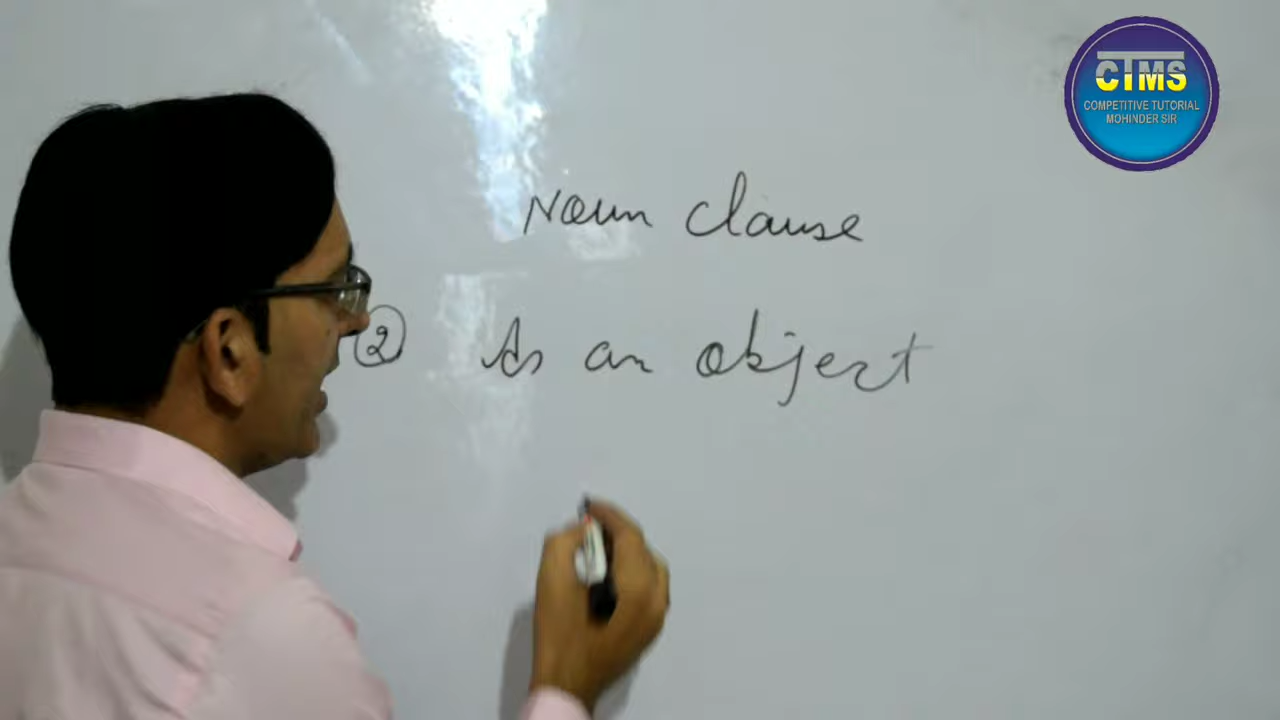 CTMS
COMPETITIVE TUTORIAL
MOHINDER SIR
Noun Clause
② As an object